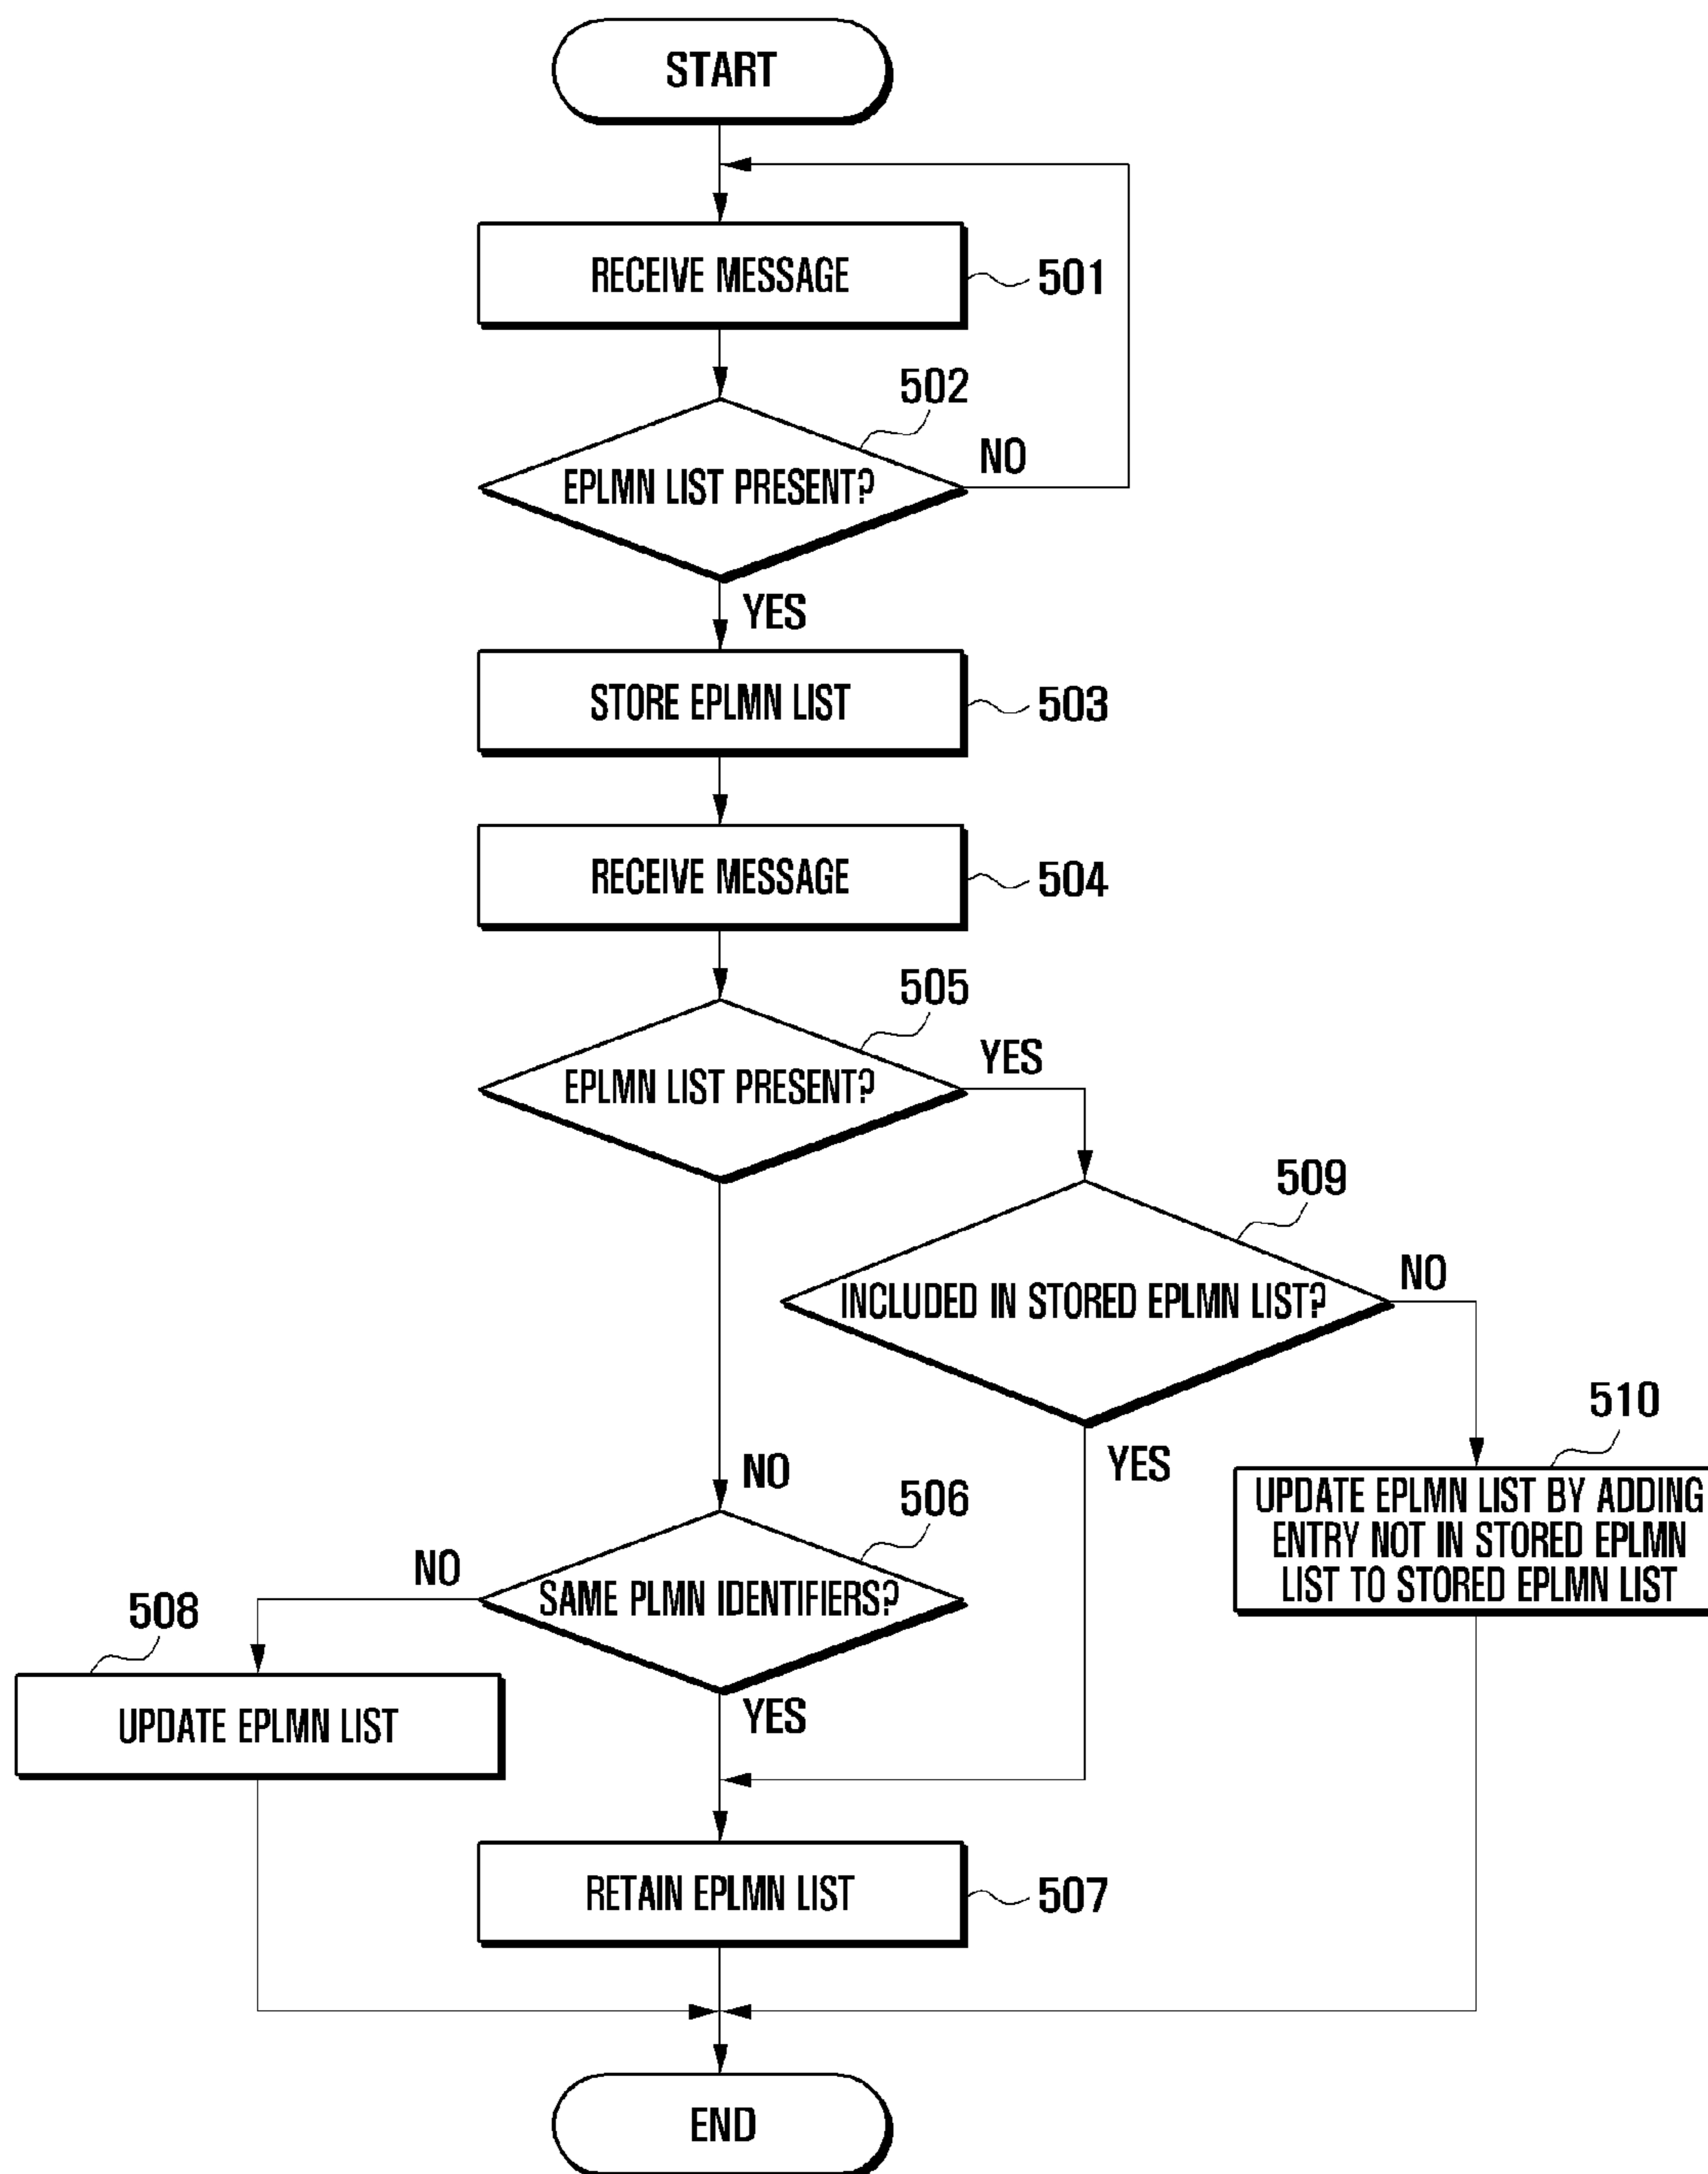 START
RECEIVE MESSAGE
501
502
EPLMN LIST PRESENT?
NO
YES
STORE EPLMN LIST
503
RECEIVE MESSAGE
504
505
EPLMN LIST PRESENT?
YES
509
INCLUDED IN STORED EPLMN LIST?
NO
510
UPDATE EPLMN LIST BY ADDING
ENTRY NOT IN STORED EPLMN
LIST TO STORED EPLMN LIST
YES
NO
506
SAME PLMN IDENTIFIERS?
NO
508
UPDATE EPLMN LIST
YES
RETAIN EPLMN LIST
507
END